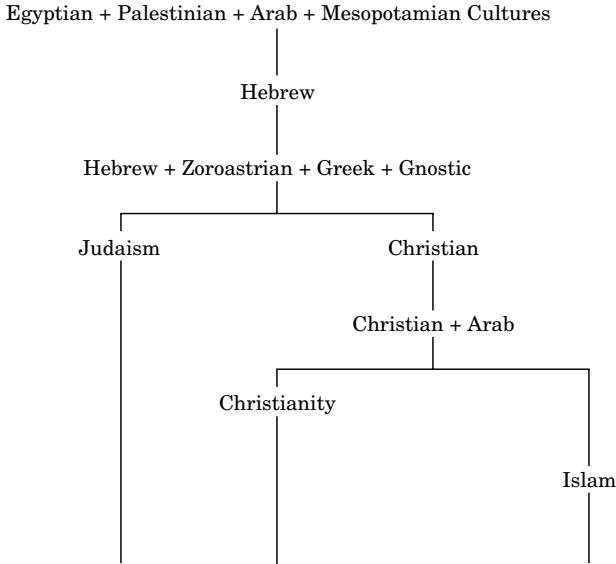 Egyptian + Palestinian + Arab + Mesopotamian Cultures
Hebrew
Hebrew + Zoroastrian + Greek + Gnostic
Judaism
Christian
Christian + Arab
Christianity
Islam